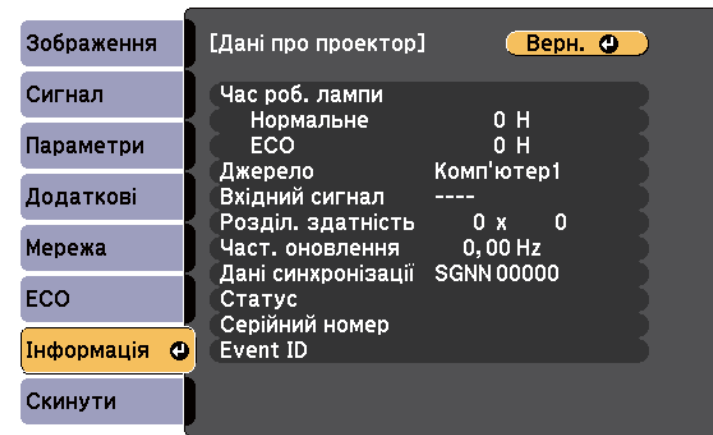 Зображення
Сигнал
Параметри
Додаткові
Мережа
ECO
Інформація
Скинути
[Дані про проектор] Верн.
Час роб. лампи
Нормальне 0 H
ECO 0 H
Джерело Комп'ютер1
Вхідний сигнал ----
Розділ. здатність 0 x 0
Част. оновлення 0,00 Hz
Дані синхронізації SGNN 00000
Статус
Серійний номер
Event ID